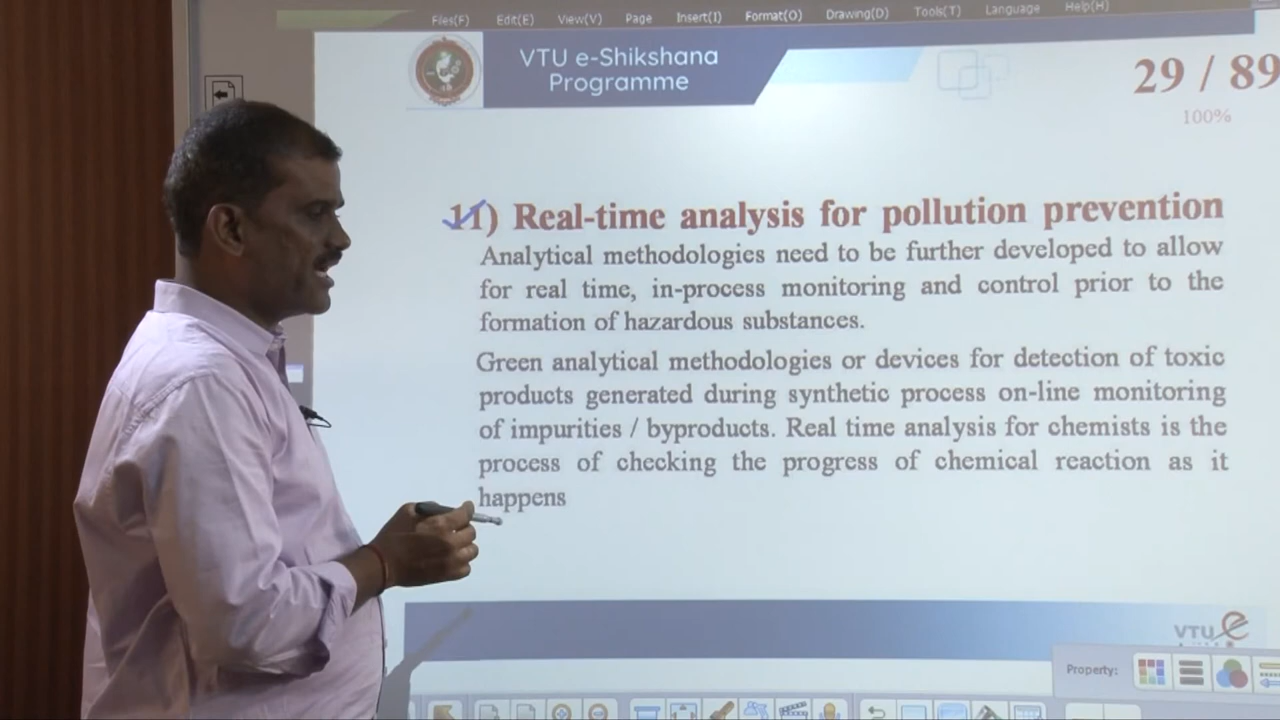 Files(F) Edit(E) View(V) Page Insert(I) Format(O) Drawing(D) Tools(T) Language Help(H)
VTU e-Shikshana
Programme
29 / 89
100%
11) Real-time analysis for pollution prevention
Analytical methodologies need to be further developed to allow
for real time, in-process monitoring and control prior to the
formation of hazardous substances.
Green analytical methodologies or devices for detection of toxic
products generated during synthetic process on-line monitoring
of impurities / byproducts. Real time analysis for chemists is the
process of checking the progress of chemical reaction as it
happens
VTU e
Property: